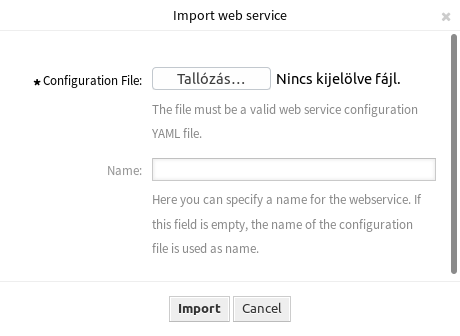 Import web service
★ Configuration File: Tallózás... Nincs kijelölve fájl.
The file must be a valid web service configuration
YAML file.
Name:
Here you can specify a name for the webservice. If
this field is empty, the name of the configuration
file is used as name.
Import Cancel